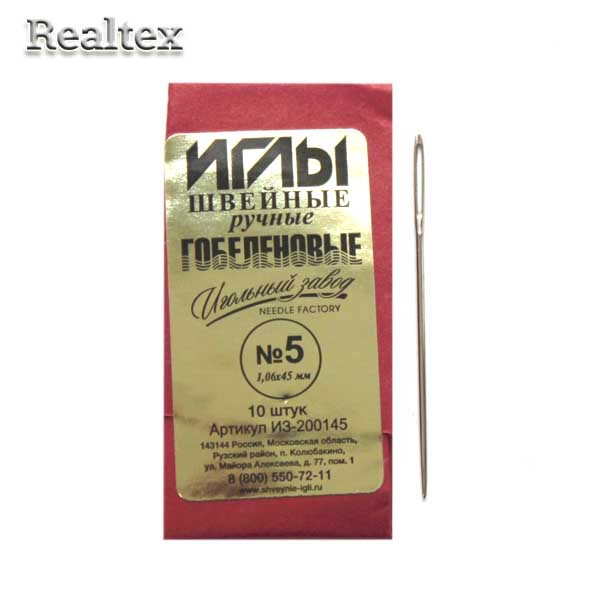 Realtex
ИГЛЫ
ШВЕЙНЫЕ
ручные
ГОБЕЛЕНОВЫЕ
Игольный завод
NEEDLE FACTORY
№5
1,06х45 мм
10 штук
Артикул ИЗ-200145
143144 Россия, Московская область,
Рузский район, п. Колюбакино,
ул. Майора Алексеева, д. 77, пом. 1
8 (800) 550-72-11
www.shveynie-igli.ru